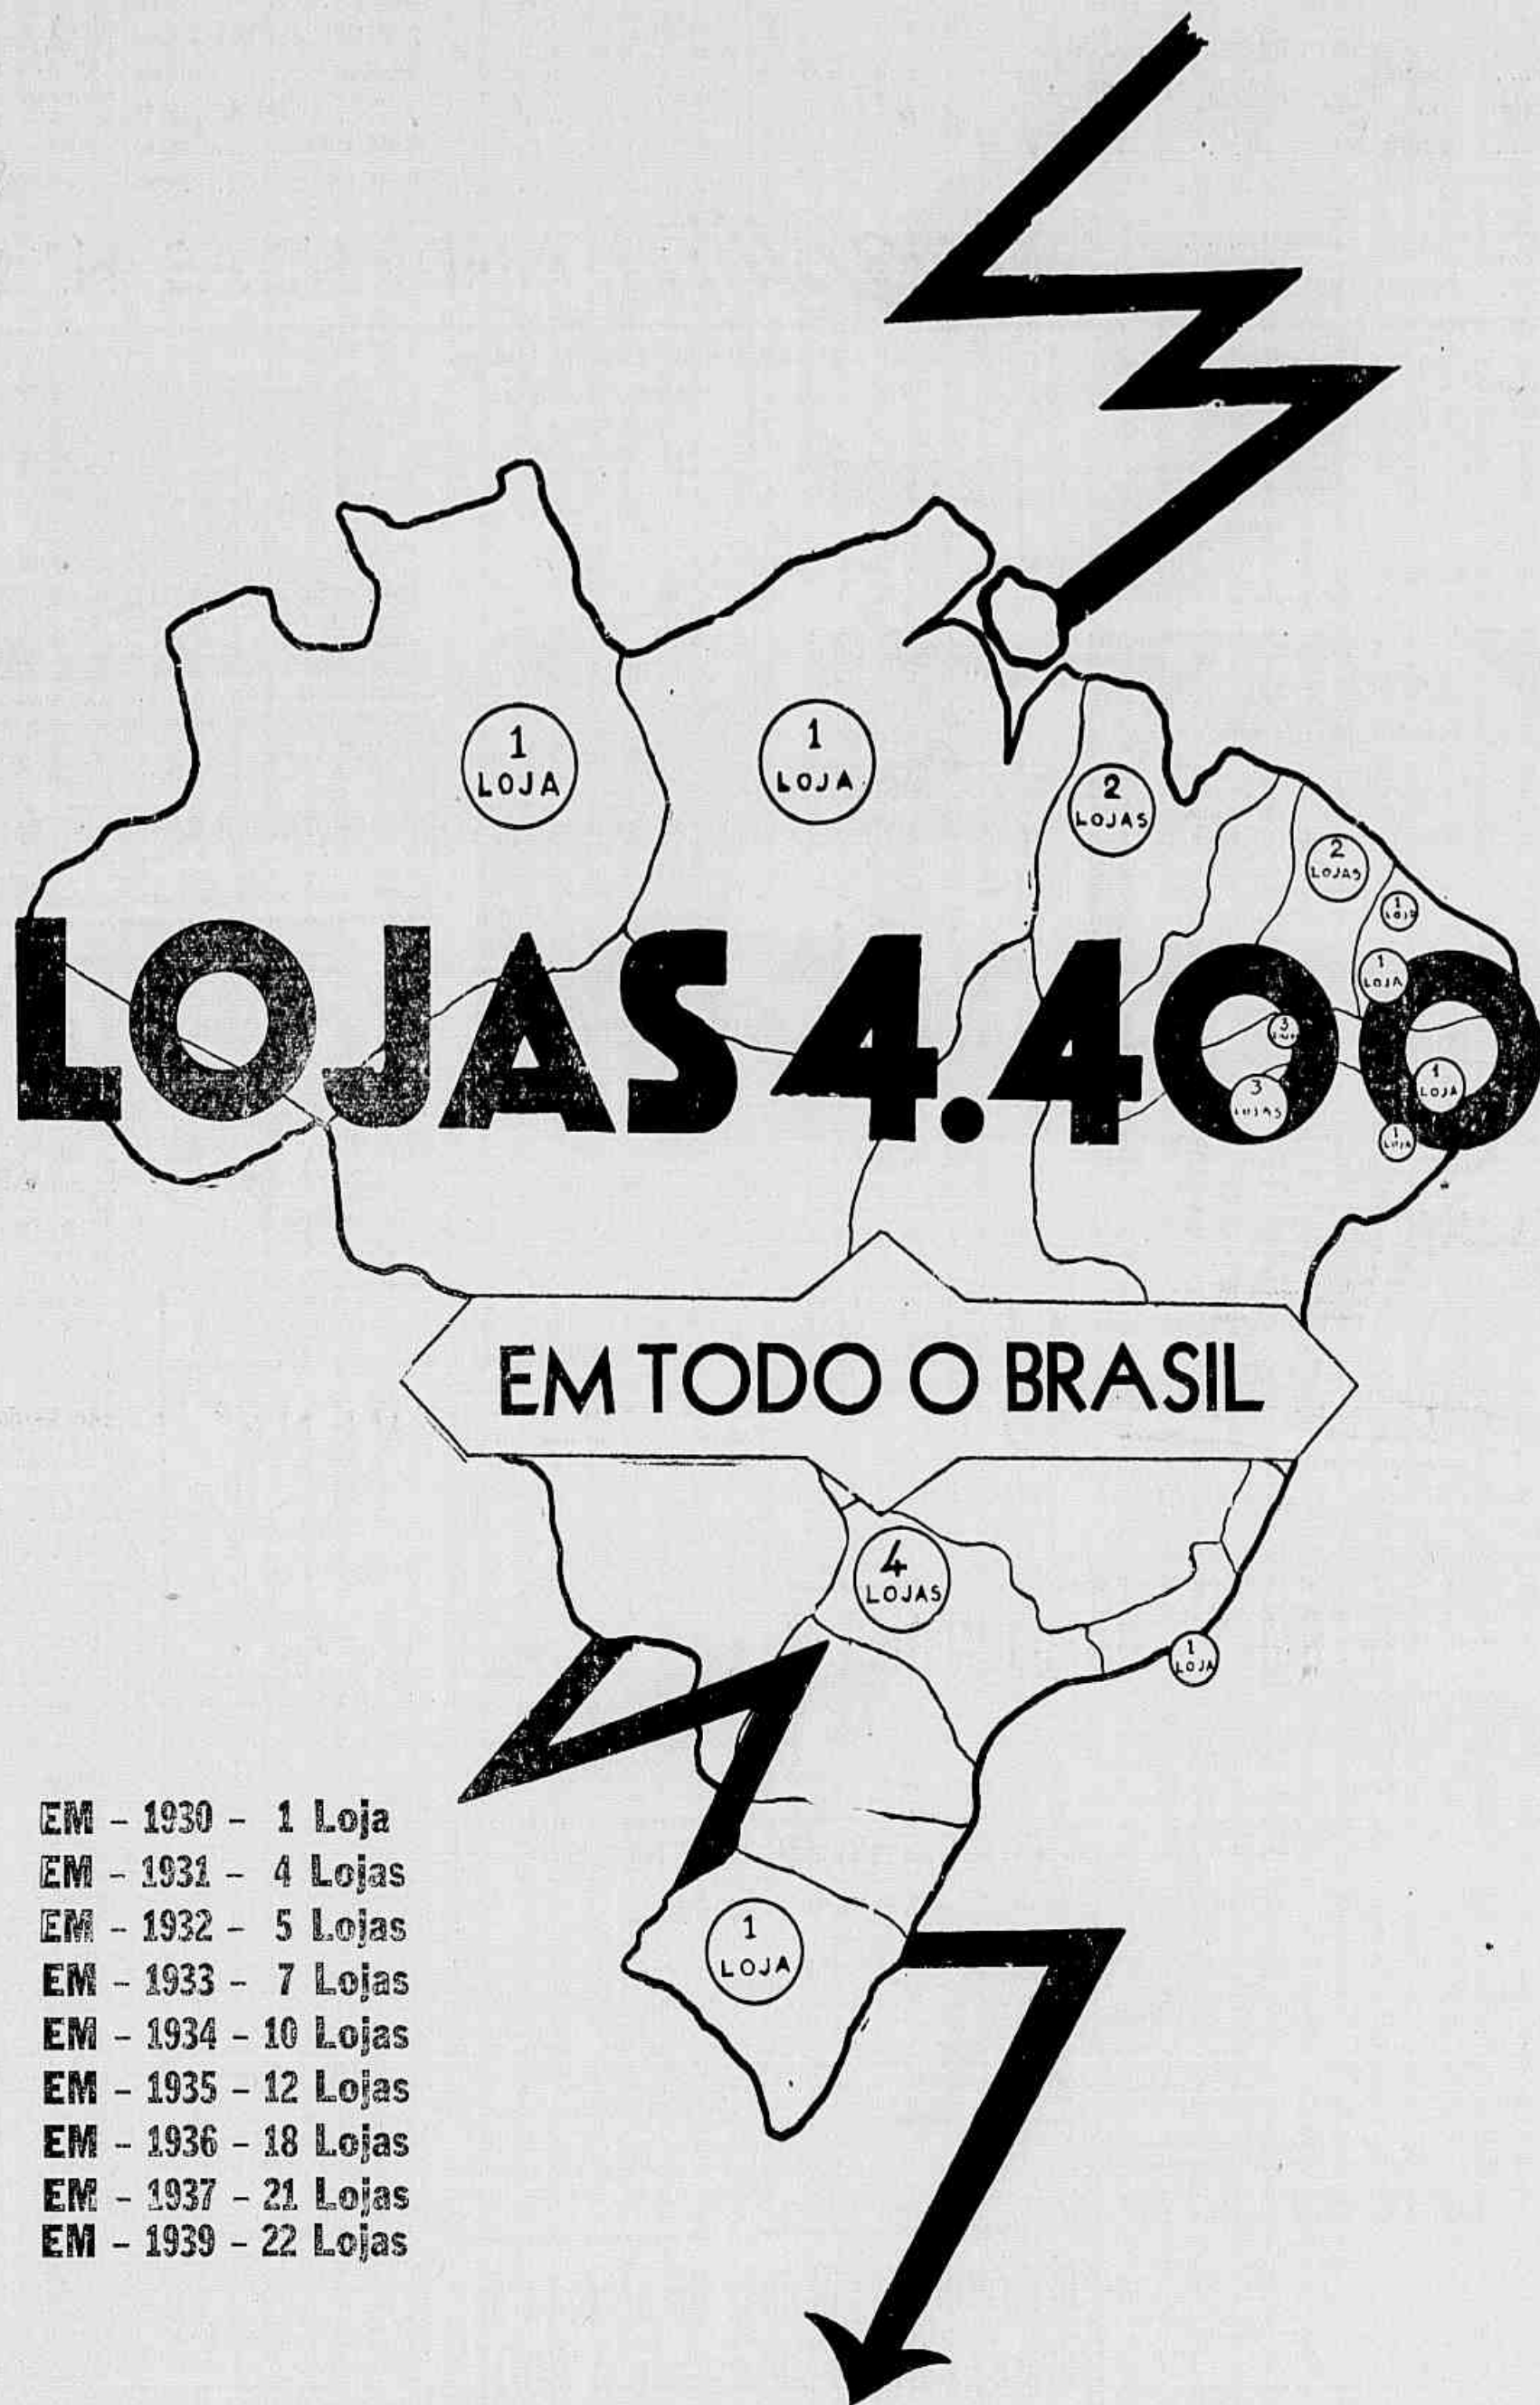 1
LOJA
1
LOJA
2
LOJAS
2
LOJAS
1
1
LOJA
LOJAS 4.400
3
3
LOJAS
1
LOJA
1
LOJA
EM TODO O BRASIL
4
LOJAS
1
LOJA
1
LOJA
EM - 1930 - 1 Loja
EM - 1931 - 4 Lojas
EM - 1932 - 5 Lojas
EM - 1933 - 7 Lojas
EM - 1934 - 10 Lojas
EM - 1935 - 12 Lojas
EM - 1936 - 18 Lojas
EM - 1937 - 21 Lojas
EM - 1939 - 22 Lojas